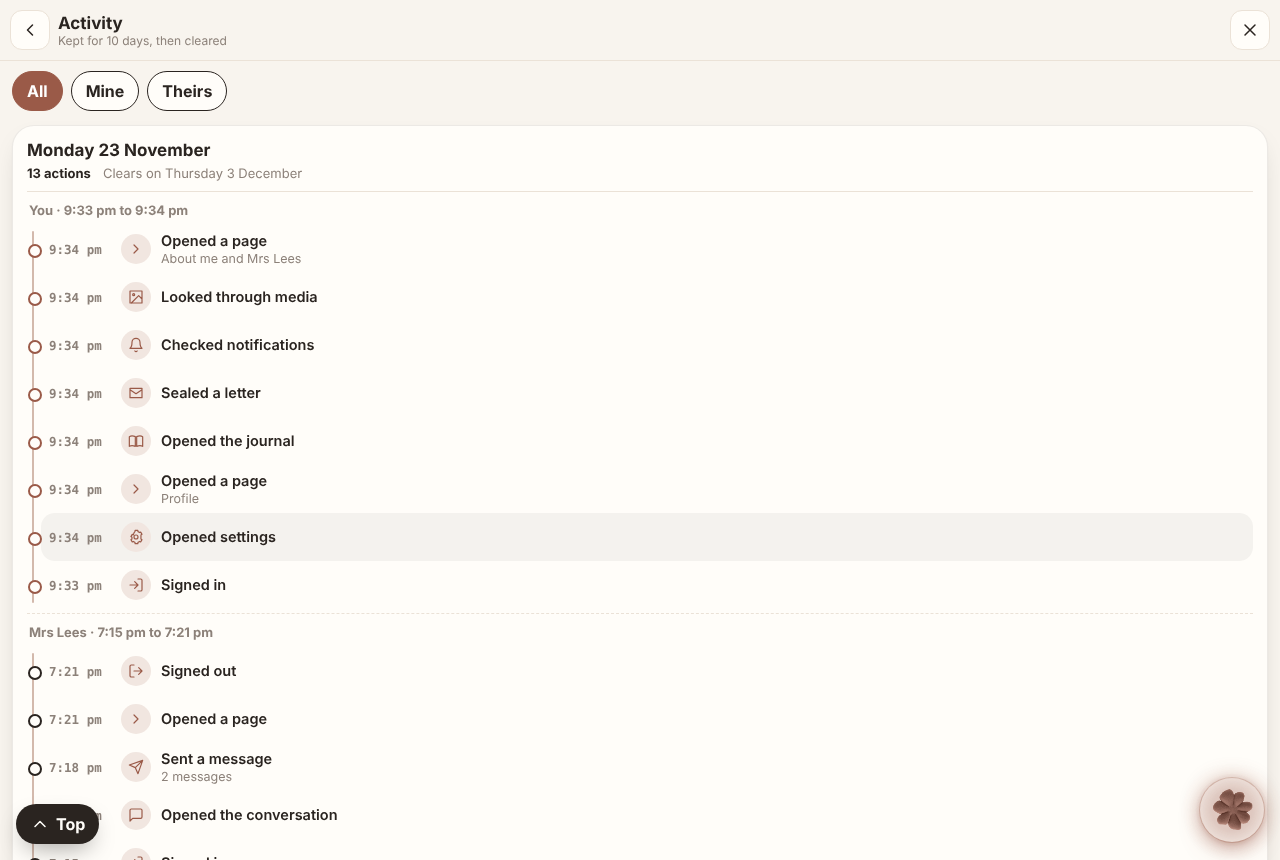 Activity
Kept for 10 days, then cleared
All
Mine
Theirs
Monday 23 November
13 actions Clears on Thursday 3 December
You · 9:33 pm to 9:34 pm
9:34 pm Opened a page
About me and Mrs Lees
9:34 pm Looked through media
9:34 pm Checked notifications
9:34 pm Sealed a letter
9:34 pm Opened the journal
9:34 pm Opened a page
Profile
9:34 pm Opened settings
9:33 pm Signed in
Mrs Lees · 7:15 pm to 7:21 pm
7:21 pm Signed out
7:21 pm Opened a page
7:18 pm Sent a message
2 messages
Opened the conversation
Top